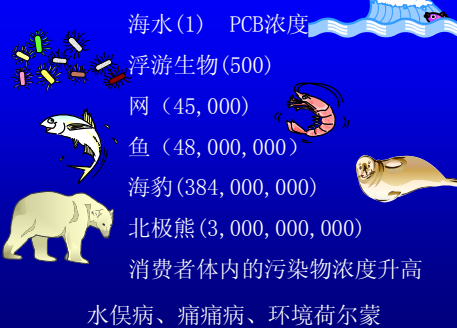 海水(1)　PCB浓度
浮游生物(500)
网（45,000)
鱼（48,000,000）
海豹(384,000,000)
北极熊(3,000,000,000)
消费者体内的污染物浓度升高
水俣病、痛痛病、环境荷尔蒙